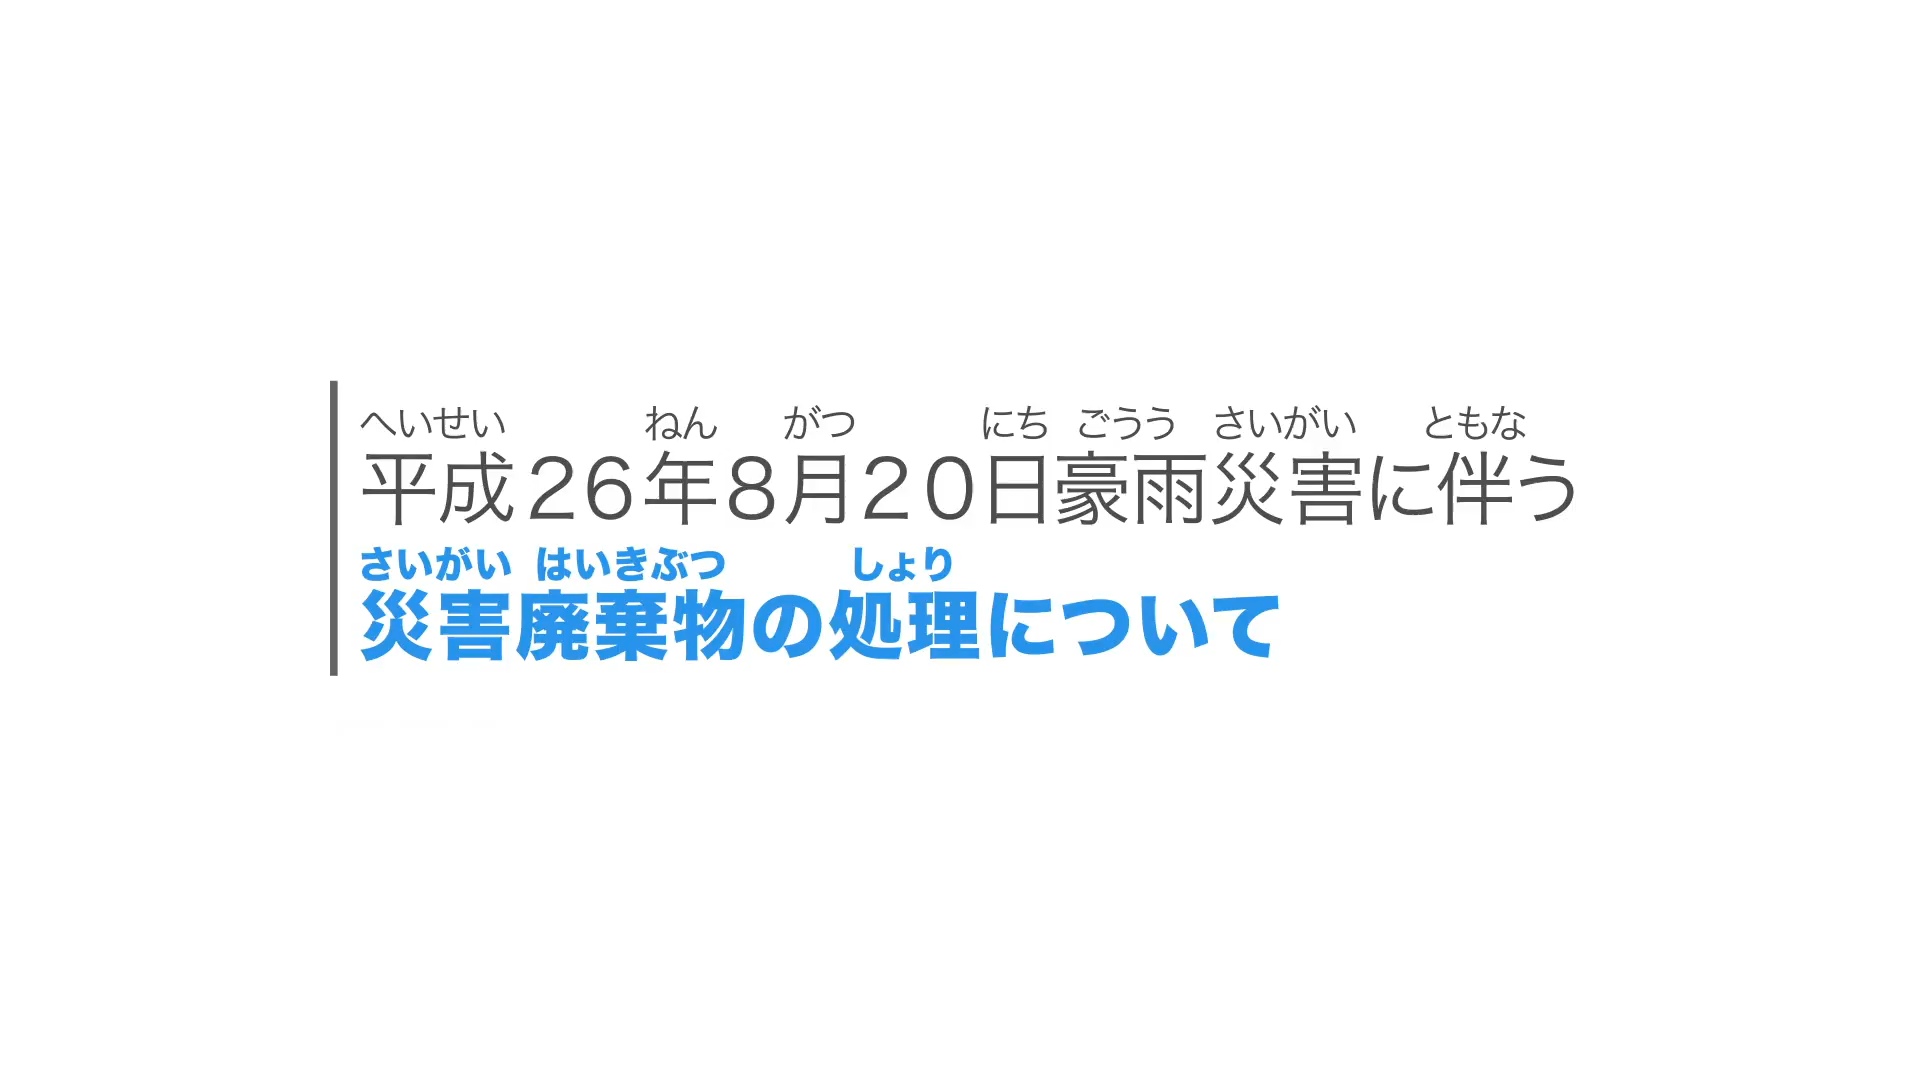 へいせい ねん がつ にち ごうう さいがい ともな
平成26年8月20日豪雨災害に伴う
さいがい はいきぶつ しょり
災害廃棄物の処理について